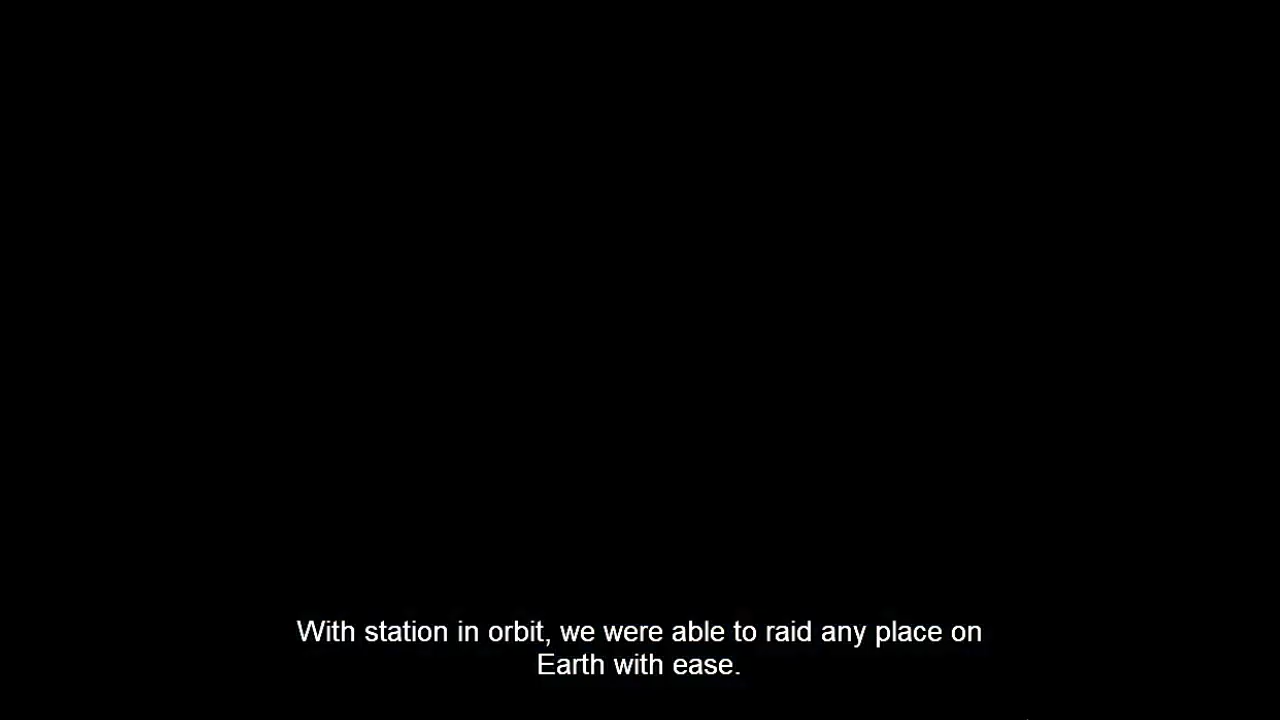 With station in orbit, we were able to raid any place on
Earth with ease.